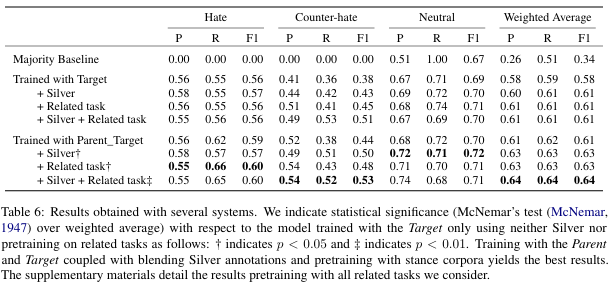 Hate Counter-hate Neutral Weighted Average
P R F1 P R F1 P R F1 P R F1
Majority Baseline 0.00 0.00 0.00 0.00 0.00 0.00 0.51 1.00 0.67 0.26 0.51 0.34
Trained with Target 0.56 0.55 0.56 0.41 0.36 0.38 0.67 0.71 0.69 0.58 0.59 0.58
+ Silver 0.58 0.55 0.57 0.44 0.42 0.43 0.69 0.72 0.70 0.60 0.61 0.61
+ Related task 0.56 0.55 0.56 0.51 0.41 0.45 0.68 0.74 0.71 0.61 0.61 0.61
+ Silver + Related task 0.55 0.56 0.56 0.49 0.53 0.51 0.67 0.69 0.70 0.61 0.61 0.61
Trained with Parent_Target 0.56 0.62 0.59 0.52 0.38 0.44 0.68 0.72 0.70 0.61 0.62 0.61
+ Silver† 0.58 0.57 0.57 0.49 0.51 0.50 0.72 0.71 0.72 0.63 0.63 0.63
+ Related task† 0.55 0.66 0.60 0.54 0.43 0.48 0.71 0.70 0.71 0.63 0.63 0.63
+ Silver + Related task‡ 0.55 0.65 0.60 0.54 0.52 0.53 0.74 0.68 0.71 0.64 0.64 0.64
Table 6: Results obtained with several systems. We indicate statistical significance (McNemar's test (McNemar,
1947) over weighted average) with respect to the model trained with the Target only using neither Silver nor
pretraining on related tasks as follows: † indicates p < 0.05 and ‡ indicates p < 0.01. Training with the Parent
and Target coupled with blending Silver annotations and pretraining with stance corpora yields the best results.
The supplementary materials detail the results pretraining with all related tasks we consider.